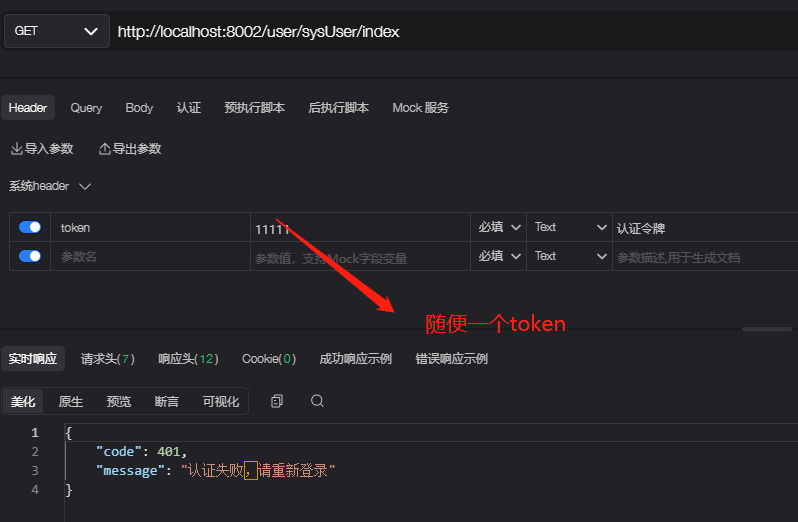 GET http://localhost:8002/user/sysUser/index
Header Query Body 认证 预执行脚本 后执行脚本 Mock 服务
导入参数 导出参数
系统header
token 11111 必填 Text 认证令牌
参数名 参数值，支持Mock字段变量 必填 Text 参数描述,用于生成文档
随便一个token
实时响应 请求头(7) 响应头(12) Cookie(0) 成功响应示例 错误响应示例
美化 原生 预览 断言 可视化
1 {
2 "code": 401,
3 "message": "认证失败，请重新登录"
4 }